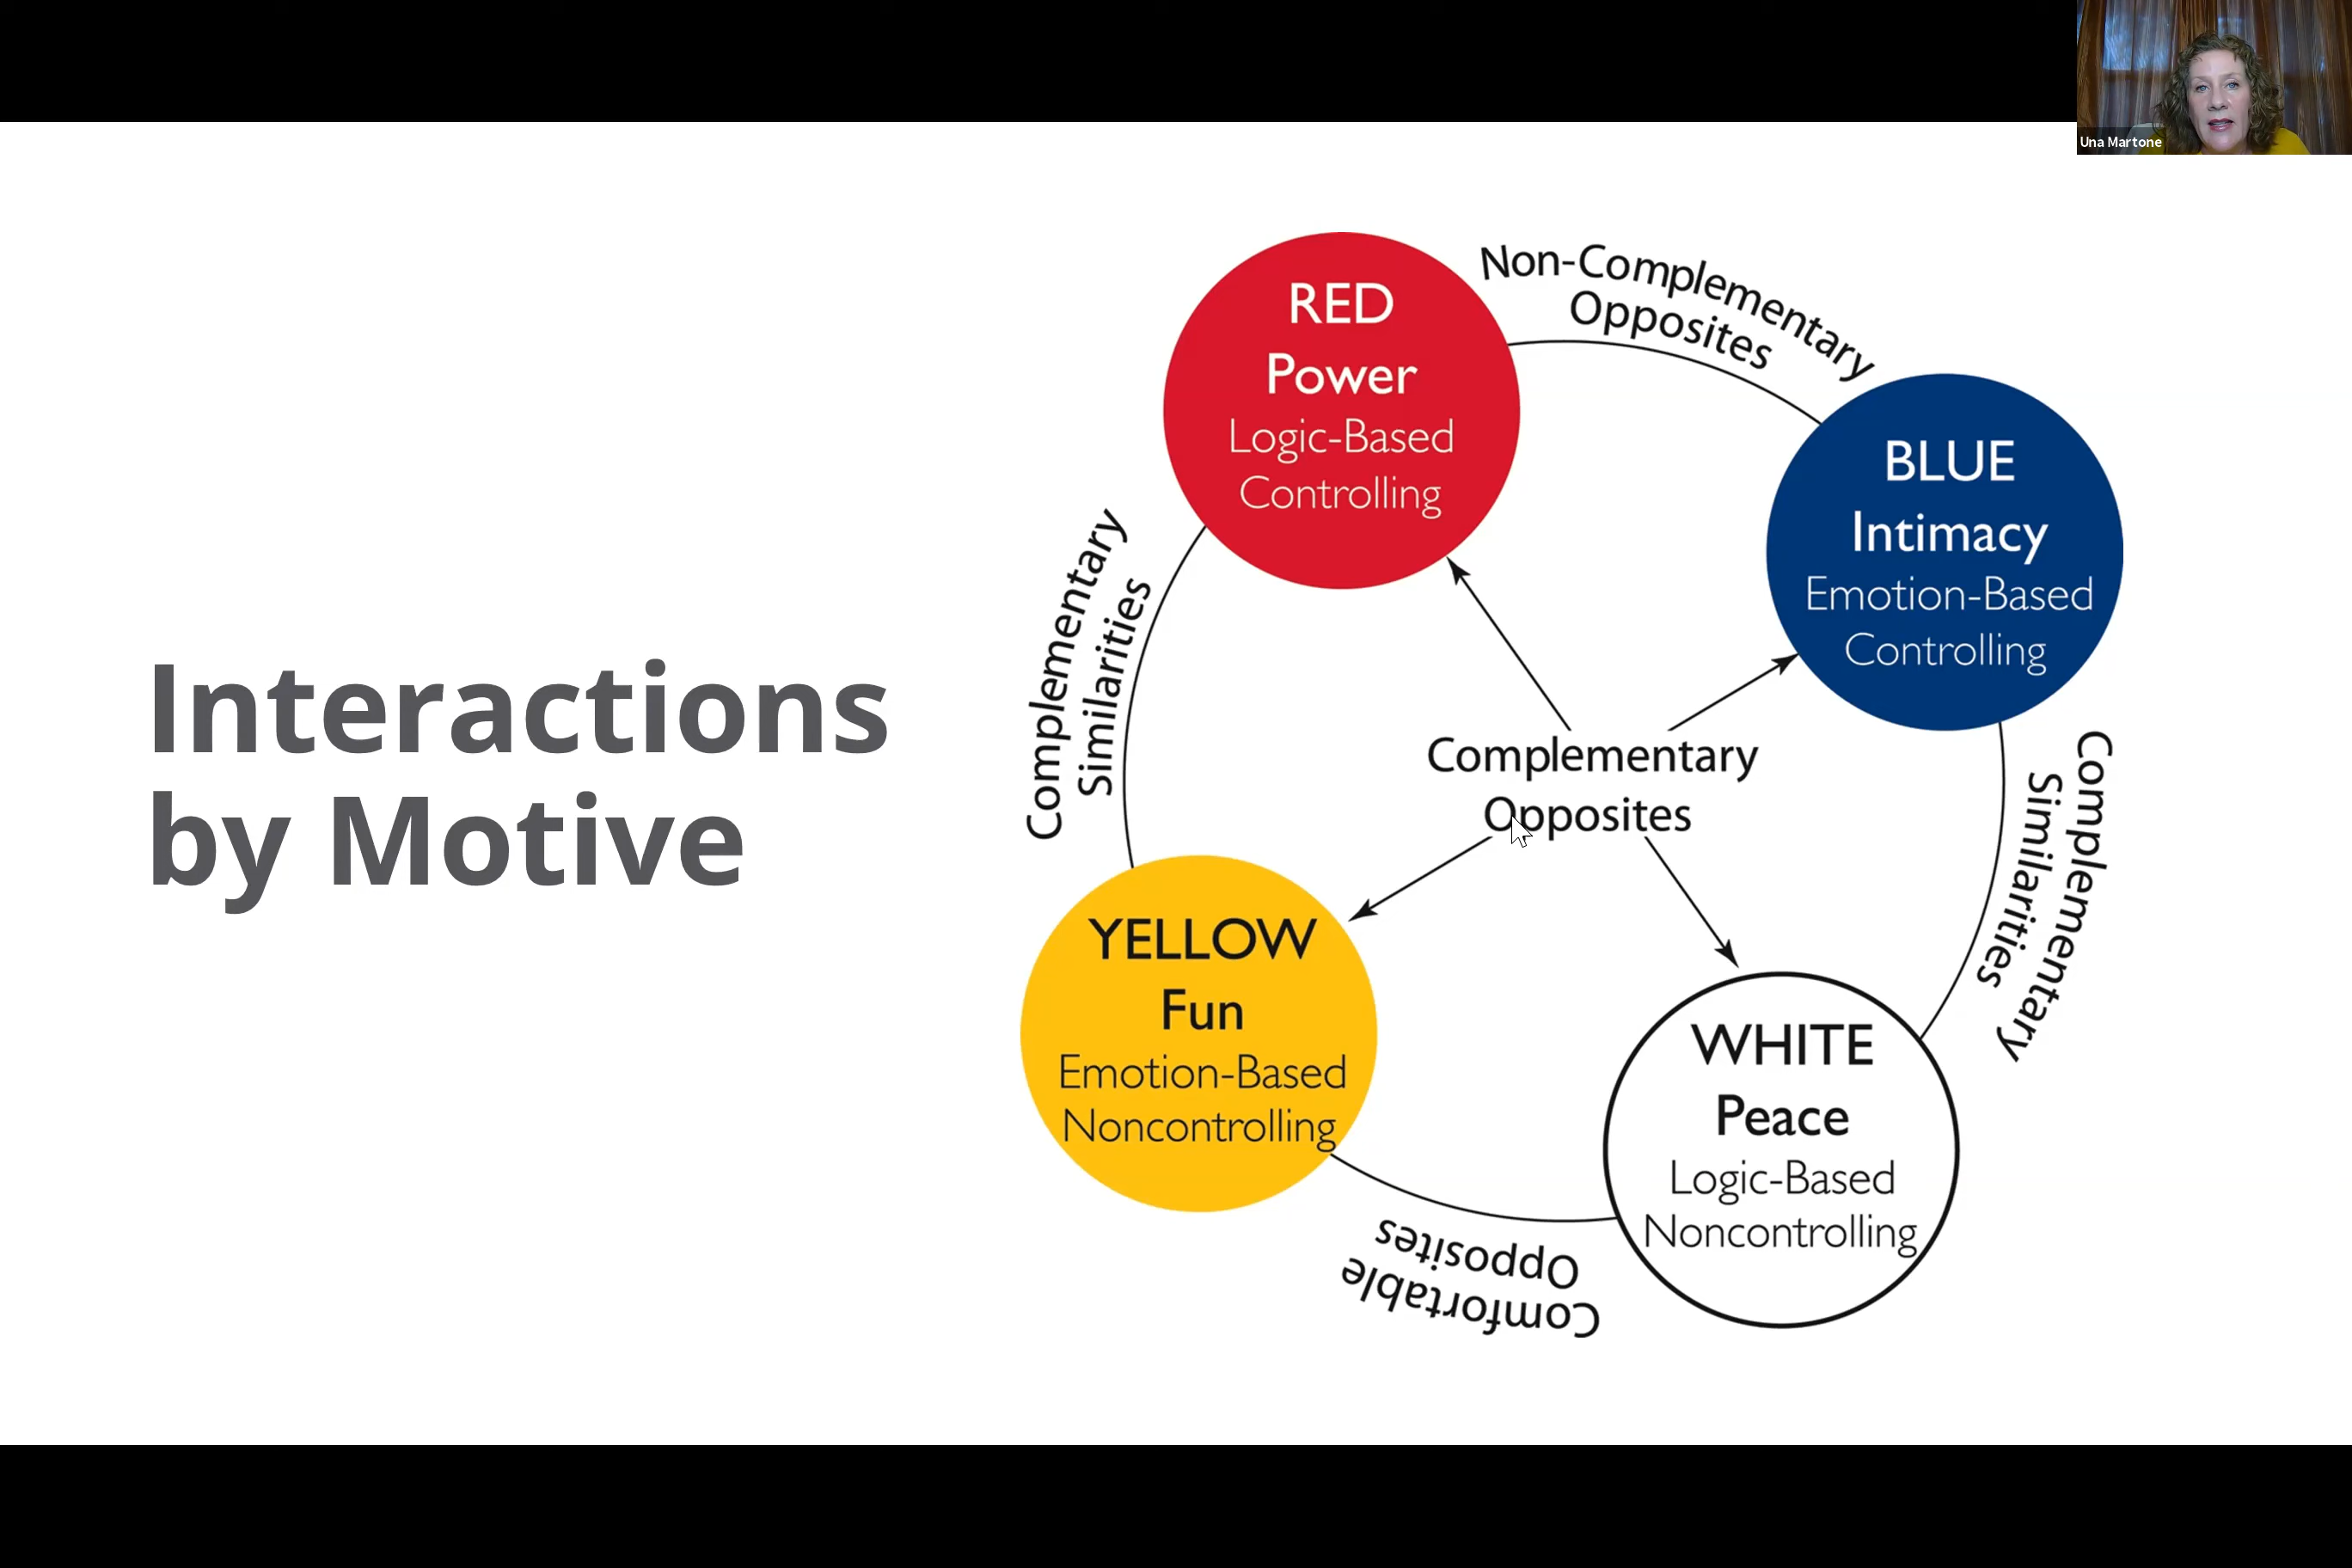 Una Martone
Interactions
by Motive
RED
Power
Logic-Based
Controlling
Non-Complementary
Opposites
BLUE
Intimacy
Emotion-Based
Controlling
Complementary
Similarities
Complementary
Opposites
Complementary
Similarities
YELLOW
Fun
Emotion-Based
Noncontrolling
WHITE
Peace
Logic-Based
Noncontrolling
Comfortable
Opposites